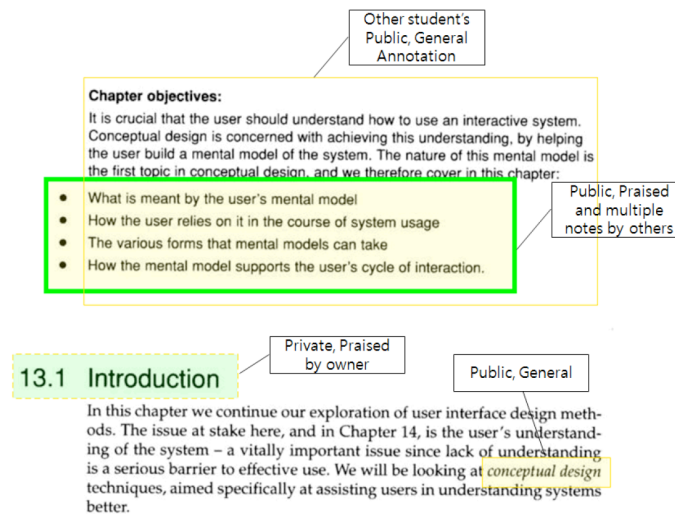 Other student's
Public, General
Annotation
Chapter objectives:
It is crucial that the user should understand how to use an interactive system.
Conceptual design is concerned with achieving this understanding, by helping
the user build a mental model of the system. The nature of this mental model is
the first topic in conceptual design, and we therefore cover in this chapter:
• What is meant by the user's mental model
• How the user relies on it in the course of system usage
• The various forms that mental models can take
• How the mental model supports the user's cycle of interaction.
Public, Praised
and multiple
notes by others
Private, Praised
by owner
Public, General
13.1 Introduction
In this chapter we continue our exploration of user interface design meth-
ods. The issue at stake here, and in Chapter 14, is the user's understand-
ing of the system – a vitally important issue since lack of understanding
is a serious barrier to effective use. We will be looking at conceptual design
techniques, aimed specifically at assisting users in understanding systems
better.